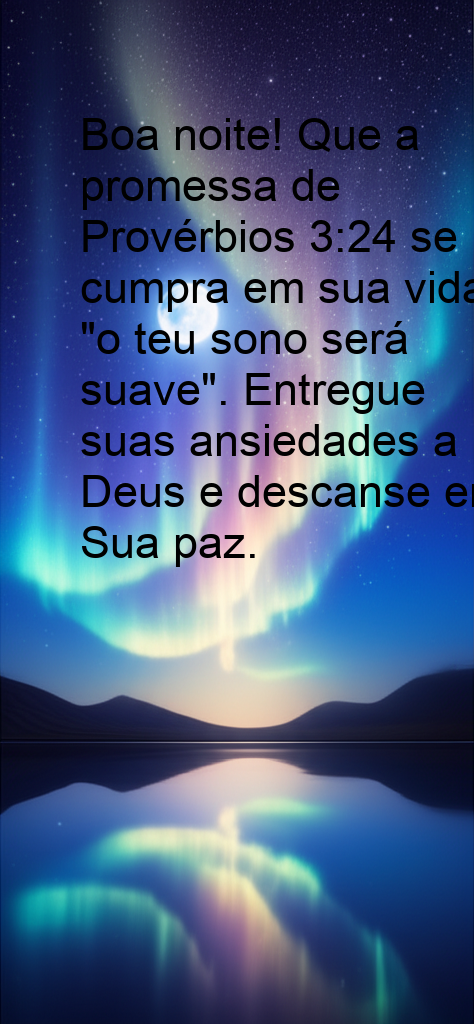 Boa noite! Que a
promessa de
Provérbios 3:24 se
cumpra em sua vida
"o teu sono será
suave". Entregue
suas ansiedades a
Deus e descanse e
Sua paz.